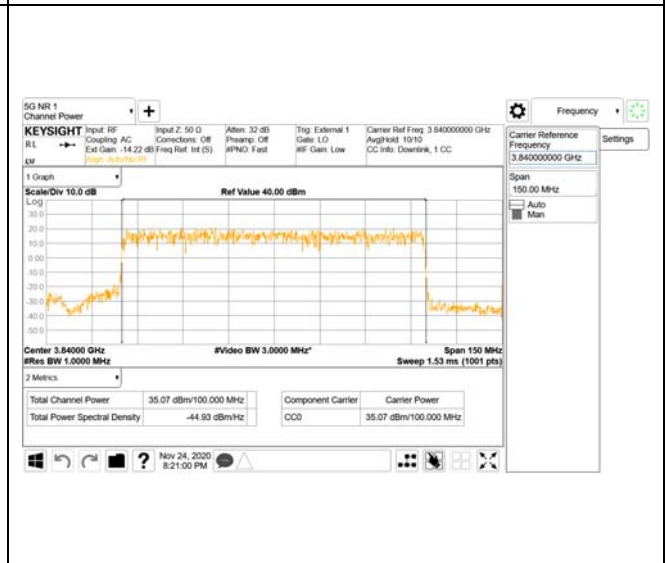 5G NR 1
Channel Power
+
Frequency
KEYSIGHT Input: RF Input Z: 50 Ω Atten: 32 dB Trig: External 1 Carrier Ref Freq: 3.840000000 GHz
RL Coupling: AC Corrections: Off Preamp: Off Gate: LO Avg|Hold: 10/10
Ext Gain: -14.22 dB Freq Ref: Int (S) #PNO: Fast #IF Gain: Low CC Info: Downlink, 1 CC
Align: Auto/No RF
Carrier Reference Frequency
3.840000000 GHz
Settings
Span
150.00 MHz
Auto
Man
1 Graph
Scale/Div 10.0 dB Ref Value 40.00 dBm
Log
30.0
20.0
10.0
0.00
-10.0
-20.0
-30.0
-40.0
-50.0
Center 3.84000 GHz #Video BW 3.0000 MHz* Span 150 MHz
#Res BW 1.0000 MHz Sweep 1.53 ms (1001 pts)
2 Metrics
Total Channel Power 35.07 dBm/100.000 MHz Component Carrier Carrier Power
Total Power Spectral Density -44.93 dBm/Hz CC0 35.07 dBm/100.000 MHz
? Nov 24, 2020
8:21:00 PM